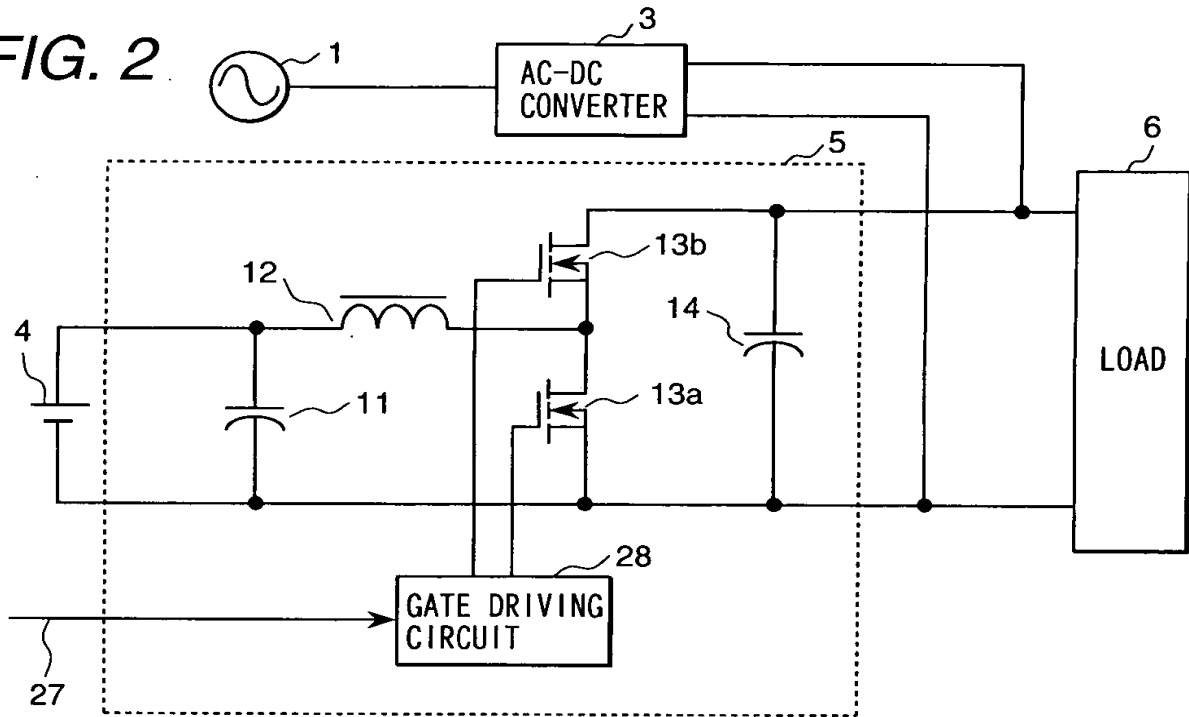 FIG. 2
1
3
AC-DC
CONVERTER
5
6
13b
12
14
4
LOAD
13a
11
28
GATE DRIVING
CIRCUIT
27